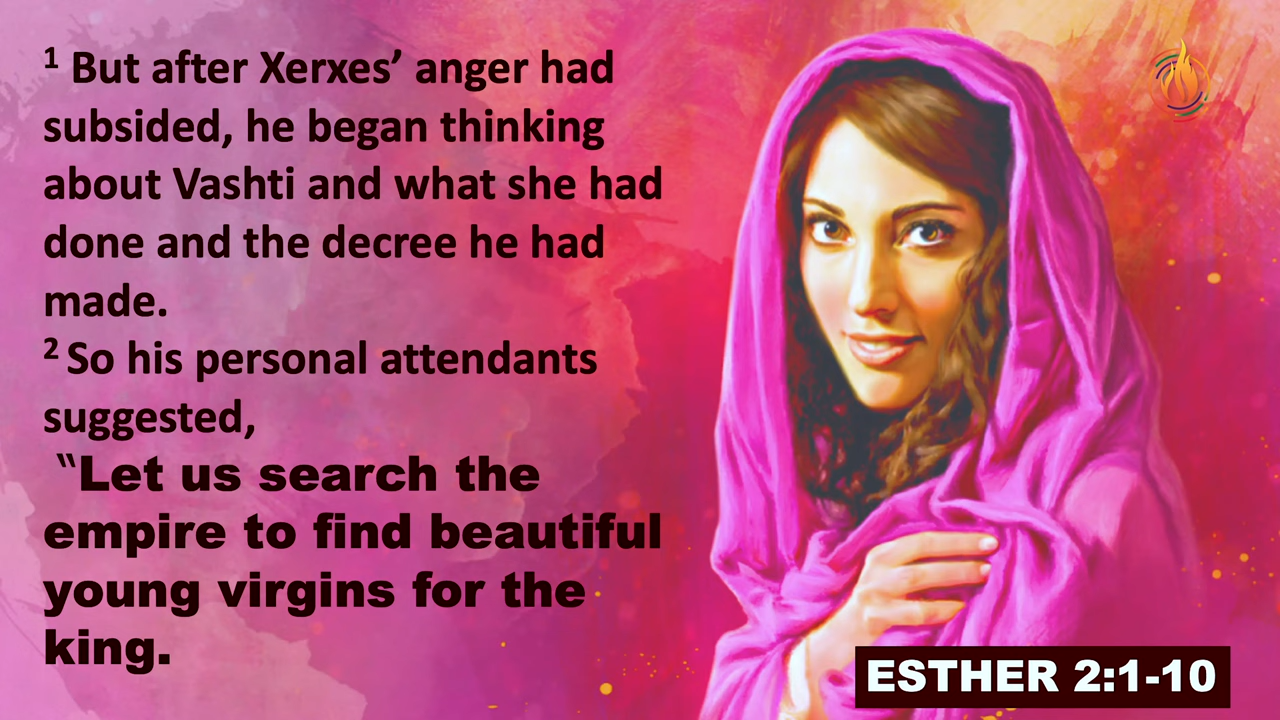 ¹ But after Xerxes’ anger had
subsided, he began thinking
about Vashti and what she had
done and the decree he had
made.
² So his personal attendants
suggested,
“Let us search the
empire to find beautiful
young virgins for the
king.
ESTHER 2:1-10